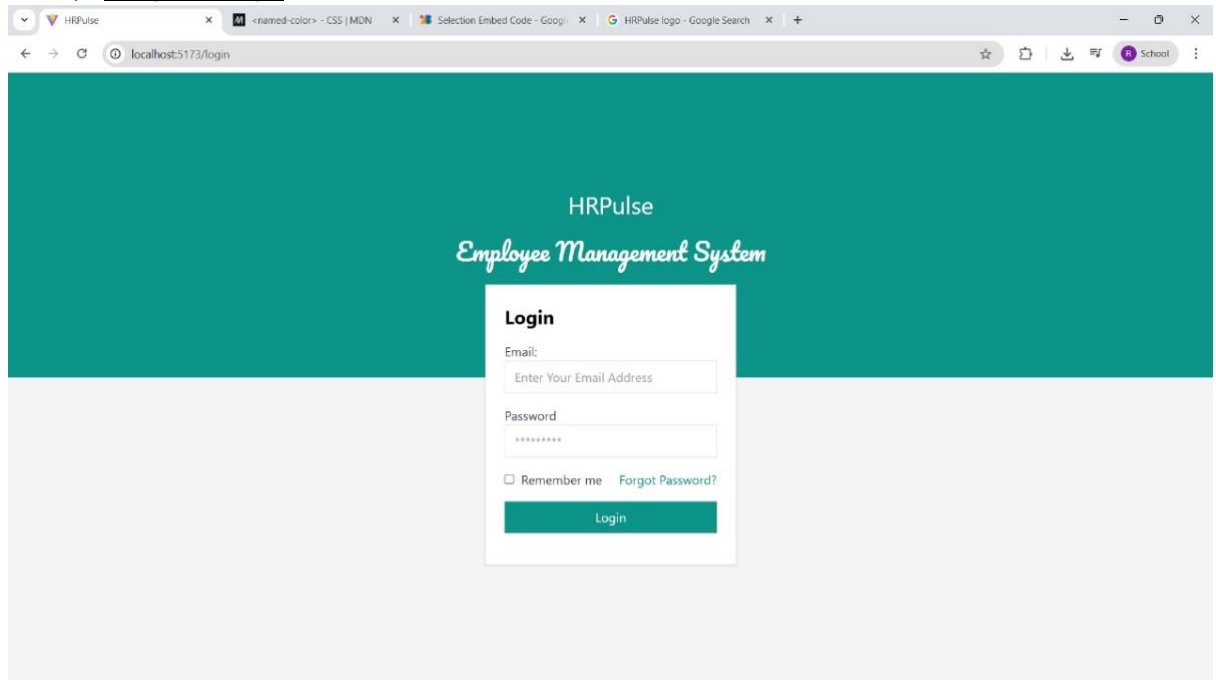 HRPulse
<named-color> - CSS | MDN
Selection Embed Code - Googl
HRPulse logo - Google Search
localhost:5173/login
School
HRPulse
Employee Management System
Login
Email:
Enter Your Email Address
Password
*********
Remember me Forgot Password?
Login